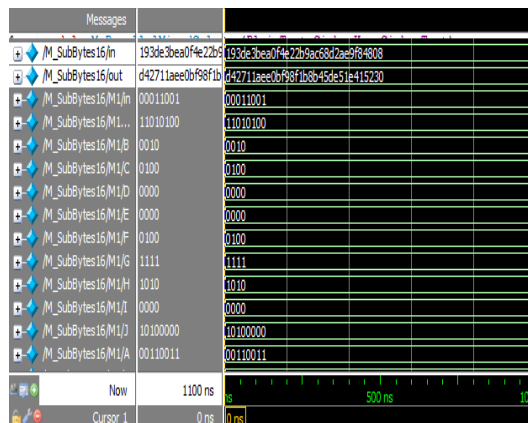 Messages
/M_SubBytes16/in 193de3bea0f4e22b9 193de3bea0f4e22b9ac68d2ae9f84808
/M_SubBytes16/out d42711aee0bf98f1b d42711aee0bf98f1b8b45de51e415230
/M_SubBytes16/M1/in 00011001 00011001
/M_SubBytes16/M1... 11010100 11010100
/M_SubBytes16/M1/B 0010 0010
/M_SubBytes16/M1/C 0100 0100
/M_SubBytes16/M1/D 0000 0000
/M_SubBytes16/M1/E 0000 0000
/M_SubBytes16/M1/F 0100 0100
/M_SubBytes16/M1/G 1111 1111
/M_SubBytes16/M1/H 1010 1010
/M_SubBytes16/M1/I 0000 0000
/M_SubBytes16/M1/J 10100000 10100000
/M_SubBytes16/M1/A 00110011 00110011
Now 1100 ns ns 500 ns 10
Cursor 1 0 ns 0 ns